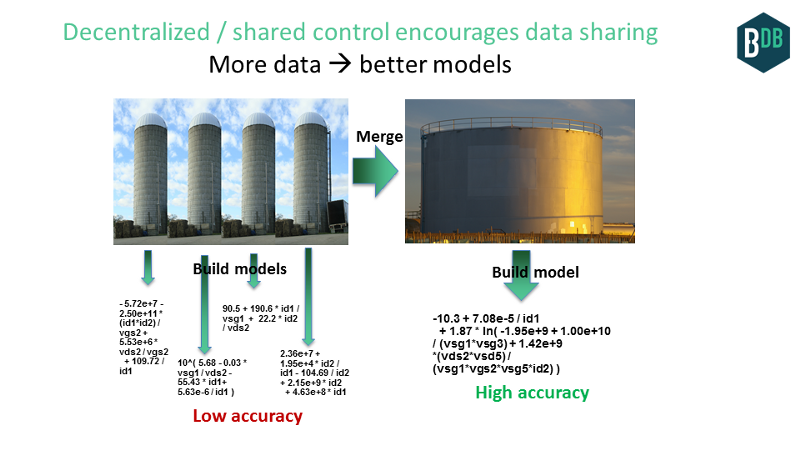 Decentralized / shared control encourages data sharing
More data → better models
BDB
Merge
Build models
- 5.72e+7 -
2.50e+11 *
(id1*id2) /
vgs2 +
5.53e+6 *
vds2 / vgs2
+ 109.72 /
id1
10^( 5.68 - 0.03 *
vsg1 / vds2 -
55.43 * id1+
5.63e-6 / id1 )
90.5 + 190.6 * id1 /
vsg1 + 22.2 * id2
/ vds2
2.36e+7 +
1.95e+4 * id2 /
id1 - 104.69 / id2
+ 2.15e+9 * id2
+ 4.63e+8 * id1
Low accuracy
Build model
-10.3 + 7.08e-5 / id1
+ 1.87 * ln( -1.95e+9 + 1.00e+10
/ (vsg1*vsg3) + 1.42e+9
*(vds2*vsd5) /
(vsg1*vgs2*vsg5*id2) )
High accuracy